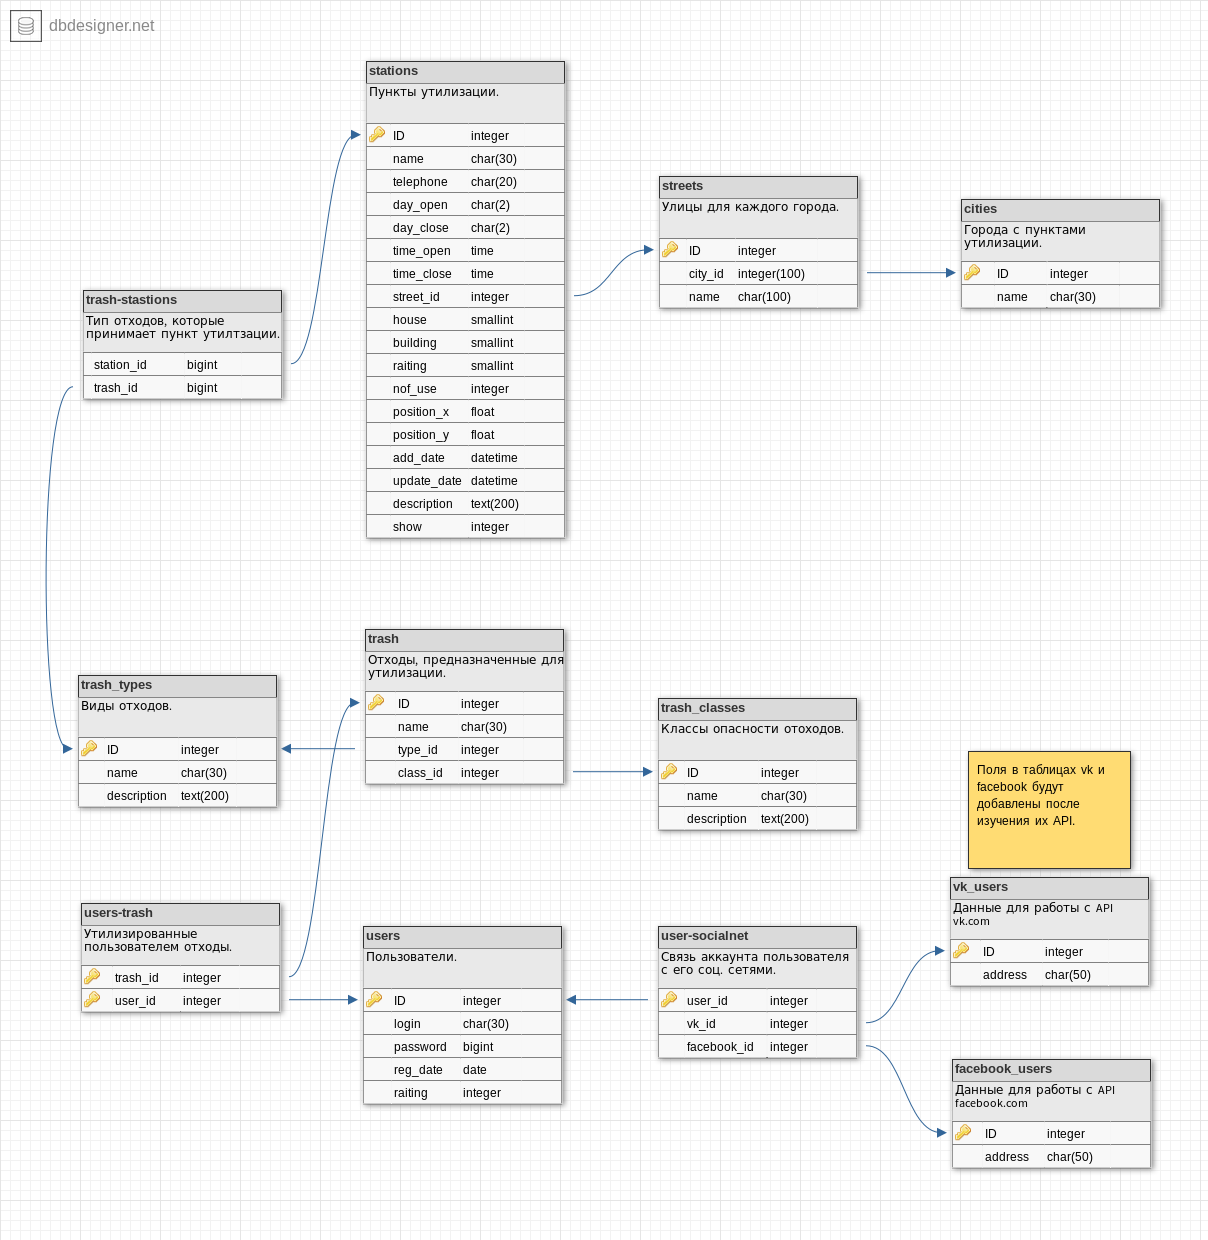 dbdesigner.net
stations
Пункты утилизации.
ID integer
name char(30)
telephone char(20)
day_open char(2)
day_close char(2)
time_open time
time_close time
street_id integer
house smallint
building smallint
raiting smallint
nof_use integer
position_x float
position_y float
add_date datetime
update_date datetime
description text(200)
show integer
streets
Улицы для каждого города.
ID integer
city_id integer(100)
name char(100)
cities
Города с пунктами
утилизации.
ID integer
name char(30)
trash-stastions
Тип отходов, которые
принимает пункт утилтзации.
station_id bigint
trash_id bigint
trash
Отходы, предназначенные для
утилизации.
ID integer
name char(30)
type_id integer
class_id integer
trash_types
Виды отходов.
ID integer
name char(30)
description text(200)
trash_classes
Классы опасности отоходов.
ID integer
name char(30)
description text(200)
Поля в таблицах vk и
facebook будут
добавлены после
изучения их API.
users-trash
Утилизированные
пользователем отходы.
trash_id integer
user_id integer
users
Пользователи.
ID integer
login char(30)
password bigint
reg_date date
raiting integer
user-socialnet
Связь аккаунта пользователя
с его соц. сетями.
user_id integer
vk_id integer
facebook_id integer
vk_users
Данные для работы с API
vk.com
ID integer
address char(50)
facebook_users
Данные для работы с API
facebook.com
ID integer
address char(50)